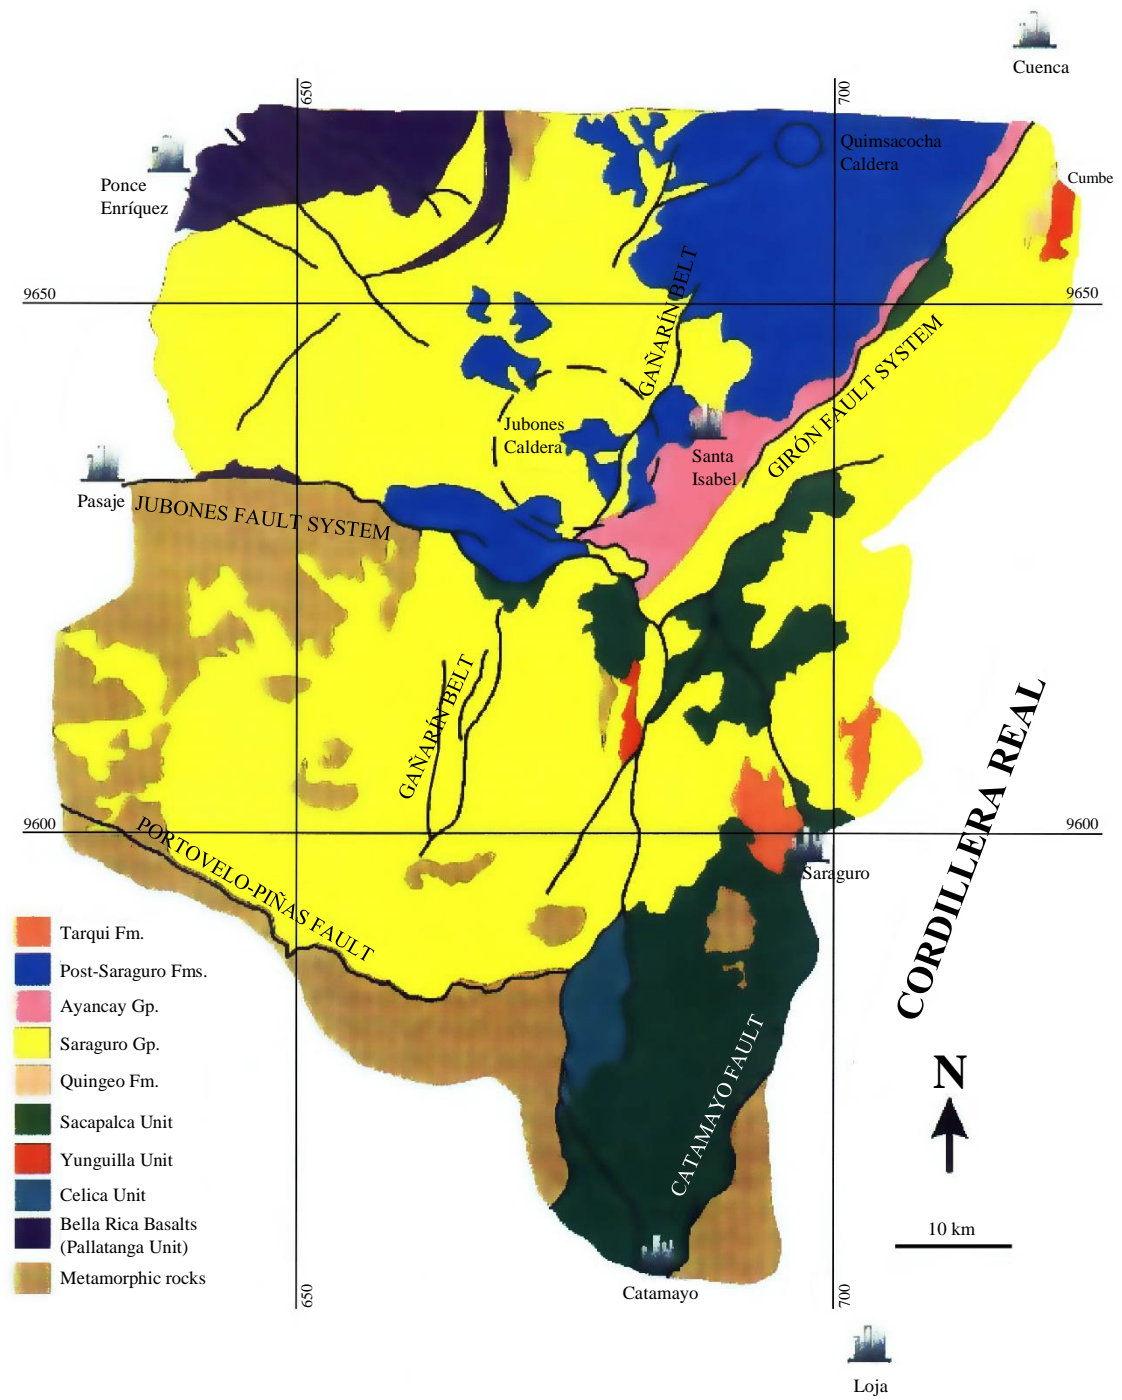 Cuenca
650
700
Quimsacocha
Caldera
Ponce
Enríquez
Cumbe
GAÑARÍN BELT
9650
9650
GIRÓN FAULT SYSTEM
Jubones
Caldera
Santa
Isabel
Pasaje
JUBONES FAULT SYSTEM
GAÑARÍN BELT
CORDILLERA REAL
9600
9600
PORTOVELO-PIÑAS FAULT
Saraguro
Tarqui Fm.
Post-Saraguro Fms.
Ayancay Gp.
Saraguro Gp.
Quingeo Fm.
Sacapalca Unit
Yunguilla Unit
Celica Unit
Bella Rica Basalts
(Pallatanga Unit)
Metamorphic rocks
CATAMAYO FAULT
N
10 km
650
700
Catamayo
Loja